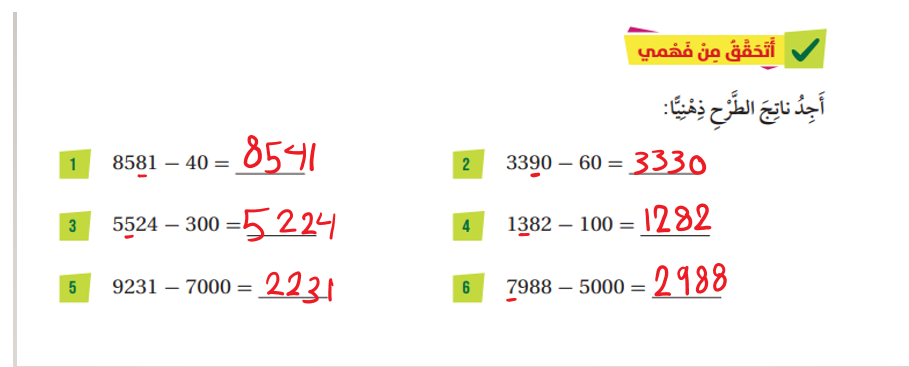 أَتَحَقَّقُ مِنْ فَهْمي
أَجِدُ ناتِجَ الطَّرْحِ ذِهْنِيًّا:
1 8581 – 40 = 8541
2 3390 – 60 = 3330
3 5524 – 300 = 5224
4 1382 – 100 = 1282
5 9231 – 7000 = 2231
6 7988 – 5000 = 2988